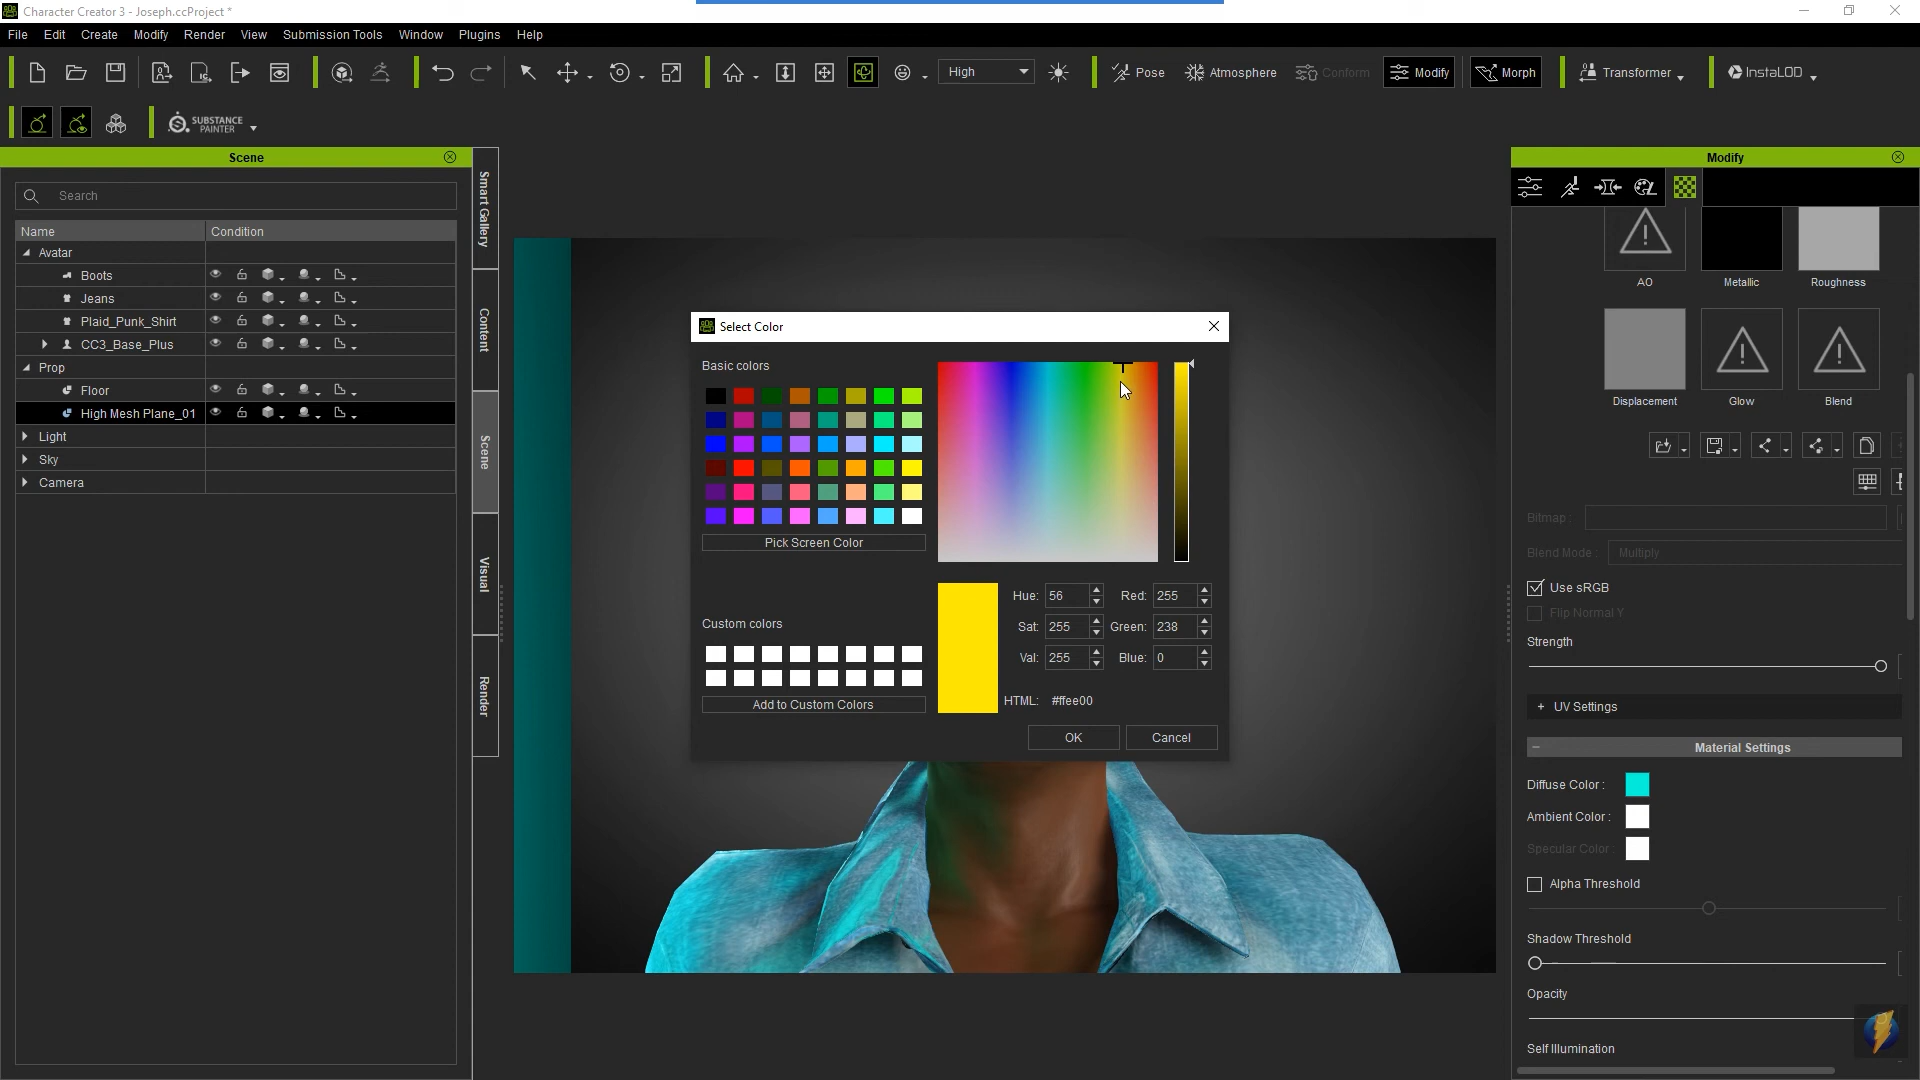 Character Creator 3 - Joseph.ccProject *
File Edit Create Modify Render View Submission Tools Window Plugins Help
High
Pose
Atmosphere
Conform
Modify
Morph
Transformer
InstaLOD
SUBSTANCE
PAINTER
Scene
Search
Name Condition
Avatar
Boots
Jeans
Plaid_Punk_Shirt
CC3_Base_Plus
Prop
Floor
High Mesh Plane_01
Light
Sky
Camera
Smart Gallery
Content
Scene
Visual
Render
Select Color
Basic colors
Pick Screen Color
Custom colors
Add to Custom Colors
Hue: 56 Red: 255
Sat: 255 Green: 238
Val: 255 Blue: 0
HTML: #ffee00
OK Cancel
Modify
AO Metallic Roughness
Displacement Glow Blend
Bitmap :
Blend Mode : Multiply
Use sRGB
Flip Normal Y
Strength
+ UV Settings
Material Settings
Diffuse Color :
Ambient Color :
Specular Color :
Alpha Threshold
Shadow Threshold
Opacity
Self Illumination